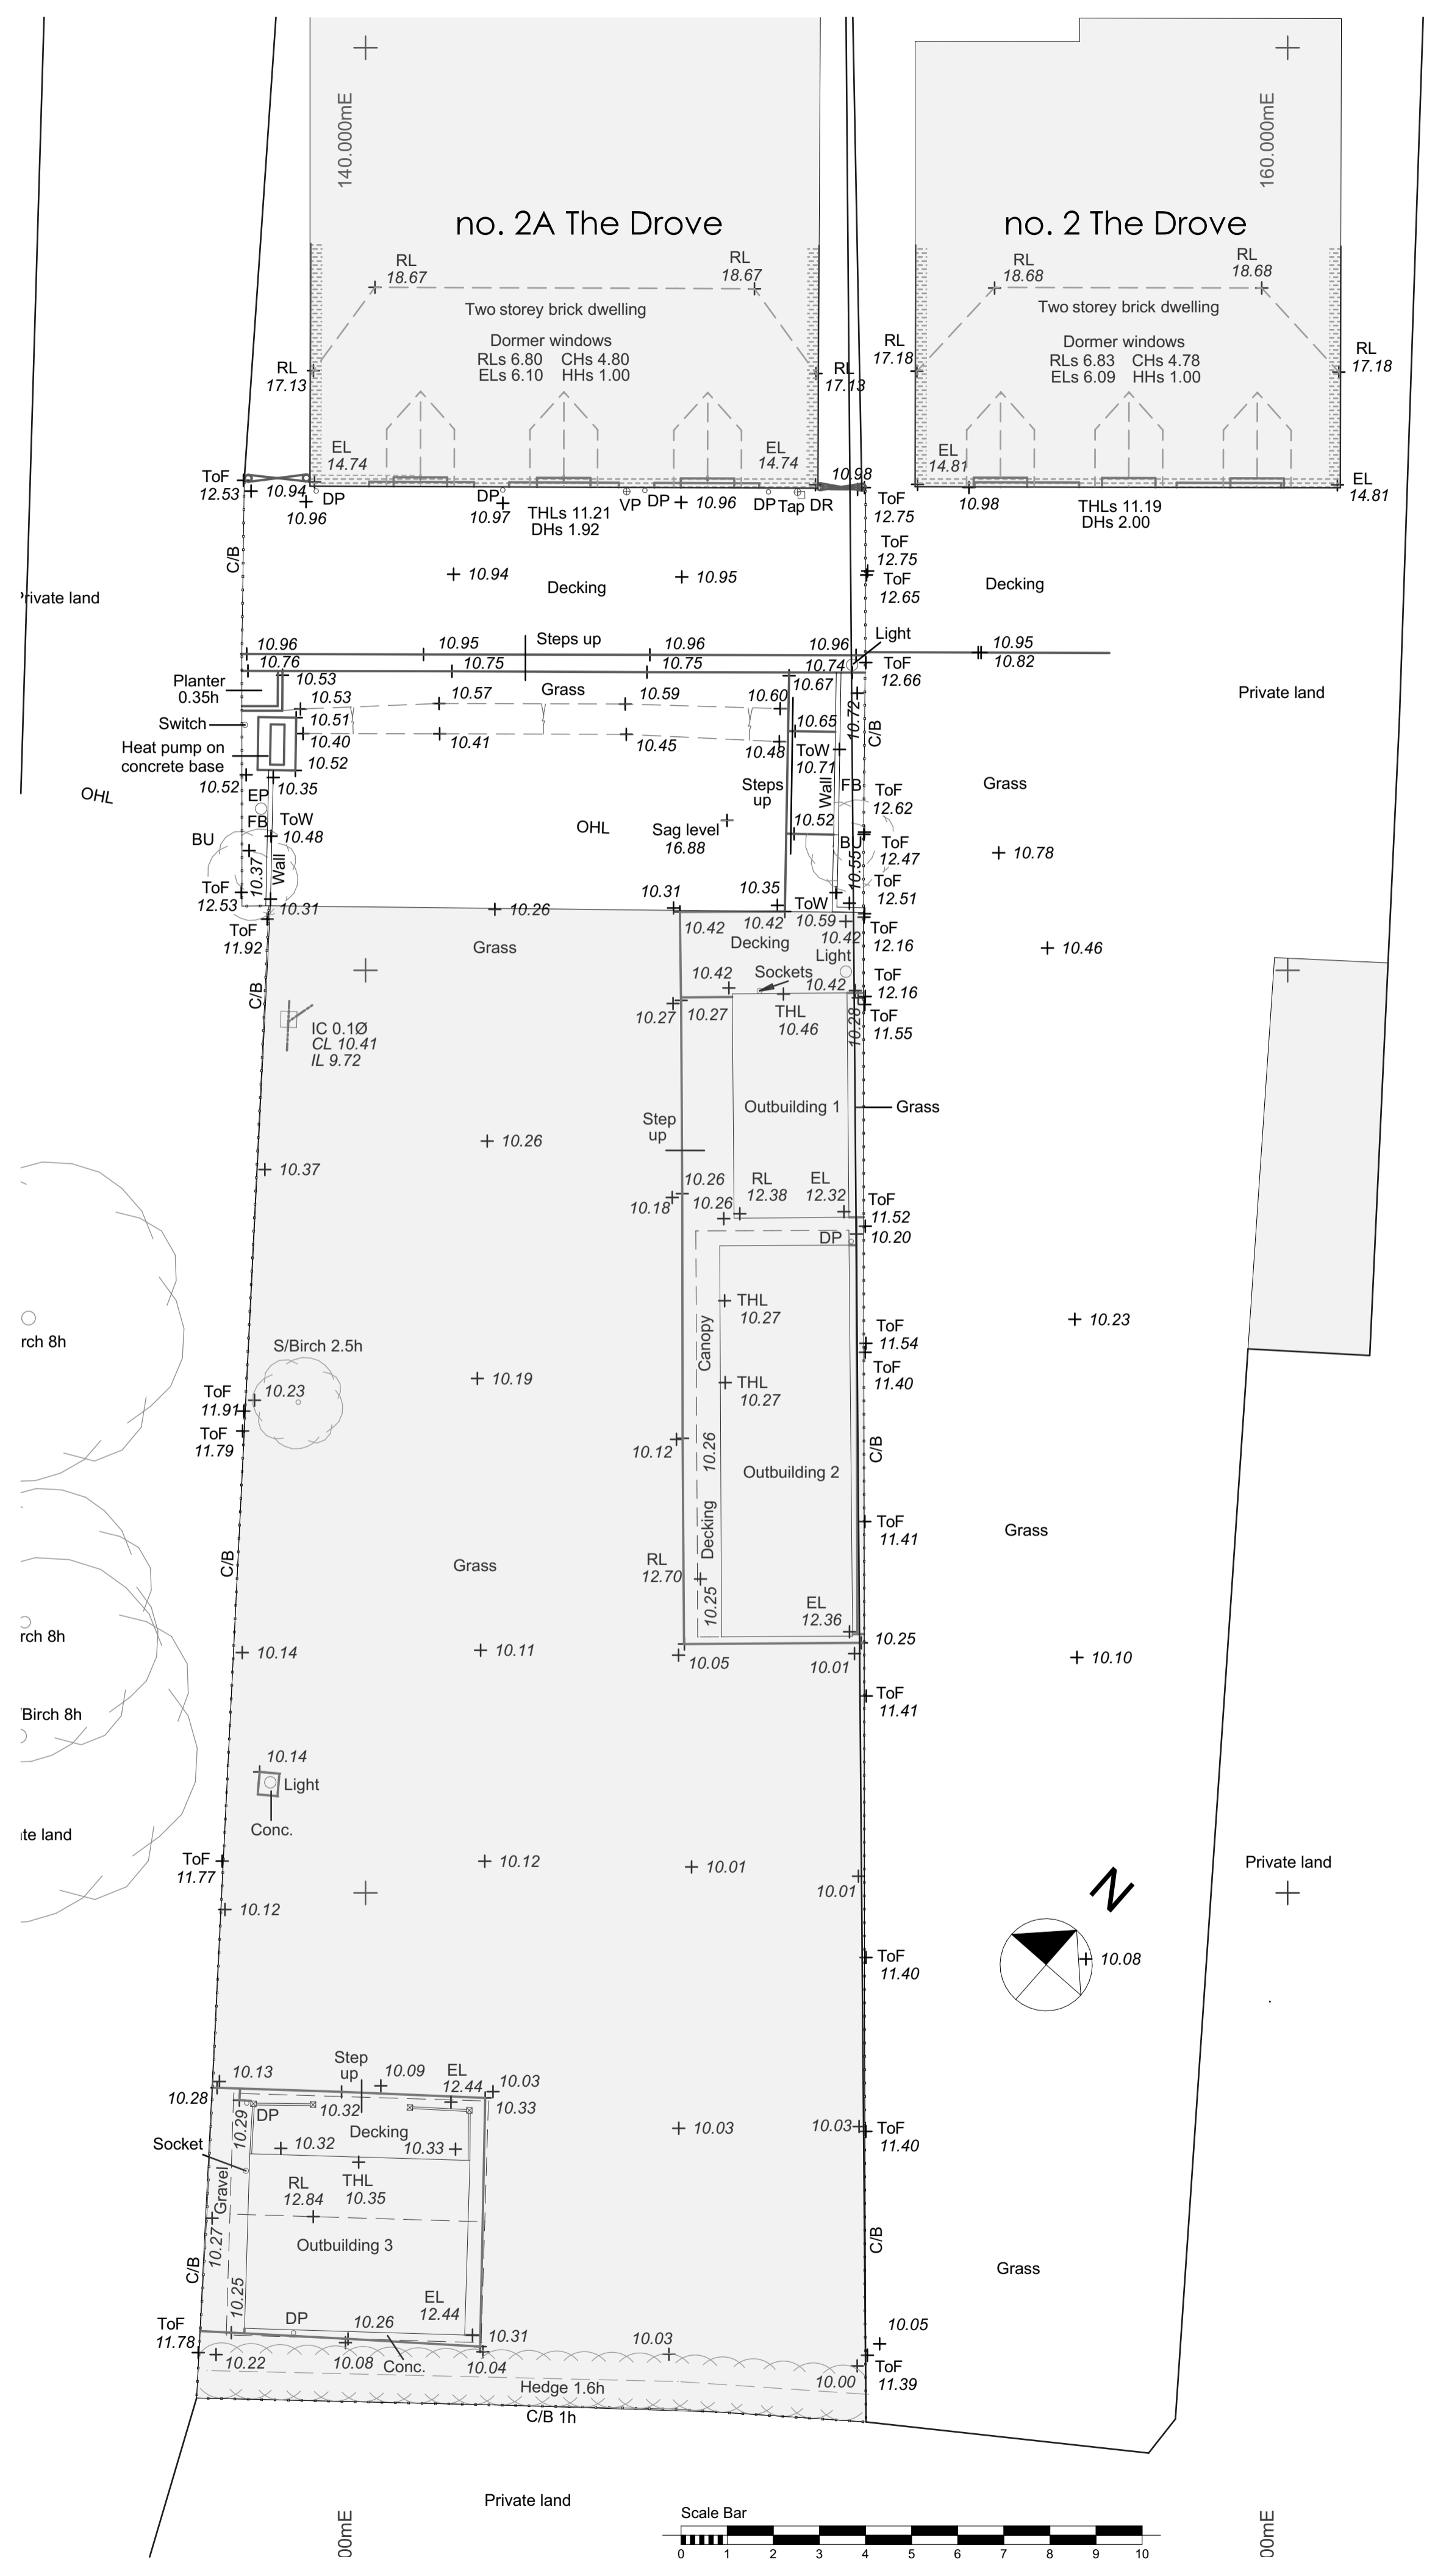 140.000mE
160.000mE
no. 2A The Drove
no. 2 The Drove
RL
18.67
RL
18.67
RL
18.68
RL
18.68
Two storey brick dwelling
Two storey brick dwelling
Dormer windows
RLs 6.80 CHs 4.80
ELs 6.10 HHs 1.00
Dormer windows
RLs 6.83 CHs 4.78
ELs 6.09 HHs 1.00
RL
17.13
RL
17.13
RL
17.18
RL
17.18
EL
14.74
EL
14.74
EL
14.81
EL
14.81
ToF
12.53
10.94
DP
10.96
DP
10.97
THLs 11.21
DHs 1.92
VP
DP
10.96
DP
Tap
DR
10.98
ToF
12.75
10.98
THLs 11.19
DHs 2.00
C/B
ToF
12.75
ToF
12.65
10.94
Decking
10.95
Decking
Private land
Steps up
Light
10.96
10.95
10.96
10.96
10.95
10.76
10.75
10.75
10.74
10.82
ToF
12.66
Planter
0.35h
10.53
Grass
10.67
Private land
10.53
10.57
10.59
10.60
10.72
C/B
Switch
10.51
10.65
Heat pump on
concrete base
10.40
10.41
10.45
10.48
ToW
10.71
10.52
10.52
10.35
Steps
up
Wall
FB
Grass
OHL
EP
FB
ToW
10.48
OHL
Sag level
16.88
10.52
ToF
12.62
BU
10.37
Wall
BU
10.55
ToF
12.47
10.78
ToF
12.53
10.31
10.26
10.31
10.35
ToW
10.59
ToF
12.51
ToF
11.92
Grass
10.42
10.42
Decking
10.42
ToF
12.16
10.46
Light
C/B
10.42
Sockets
10.42
ToF
12.16
10.27
10.27
THL
10.46
10.28
ToF
11.55
IC 0.1Ø
CL 10.41
IL 9.72
Outbuilding 1
Grass
Step
up
10.26
10.37
10.26
RL
12.38
EL
12.32
10.18
10.26
ToF
11.52
10.20
DP
rch 8h
S/Birch 2.5h
THL
10.27
Canopy
10.23
ToF
11.54
ToF
11.40
10.19
THL
10.27
ToF
11.91
10.23
ToF
11.79
10.12
10.26
Outbuilding 2
C/B
Decking
ToF
11.41
Grass
C/B
Grass
RL
12.70
10.25
EL
12.36
rch 8h
10.14
10.11
10.05
10.01
10.25
10.10
/Birch 8h
ToF
11.41
10.14
Light
Conc.
te land
ToF
11.77
10.12
10.01
10.01
Private land
10.12
N
ToF
11.40
10.08
10.13
Step
up
10.09
EL
12.44
10.03
10.28
10.29
DP
10.32
10.33
Decking
10.03
10.03
ToF
11.40
Socket
10.32
10.33
Gravel
RL
12.84
THL
10.35
10.27
Outbuilding 3
C/B
C/B
Grass
10.25
EL
12.44
ToF
11.78
DP
10.26
10.31
10.03
10.05
10.22
10.08
Conc.
10.04
10.00
ToF
11.39
Hedge 1.6h
C/B 1h
Private land
00mE
00mE
Scale Bar
0 1 2 3 4 5 6 7 8 9 10